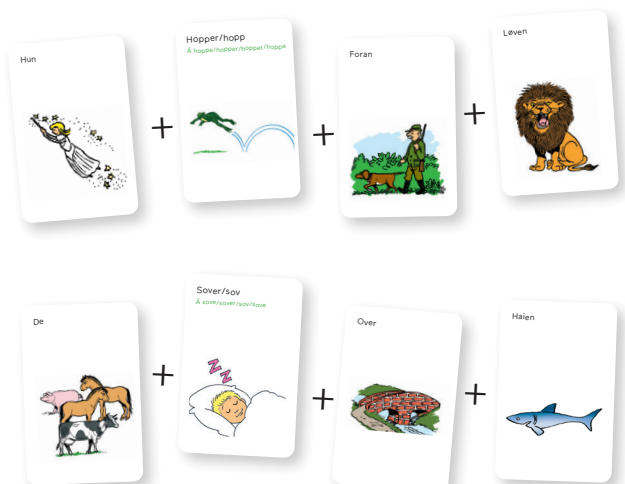 Hun
Hopper/hopp
Å hoppe/hopper/hoppet/hoppe
Foran
Løven
+
+
+
De
Sover/sov
Å sove/sover/sov/sove
Over
Haien
+
+
+